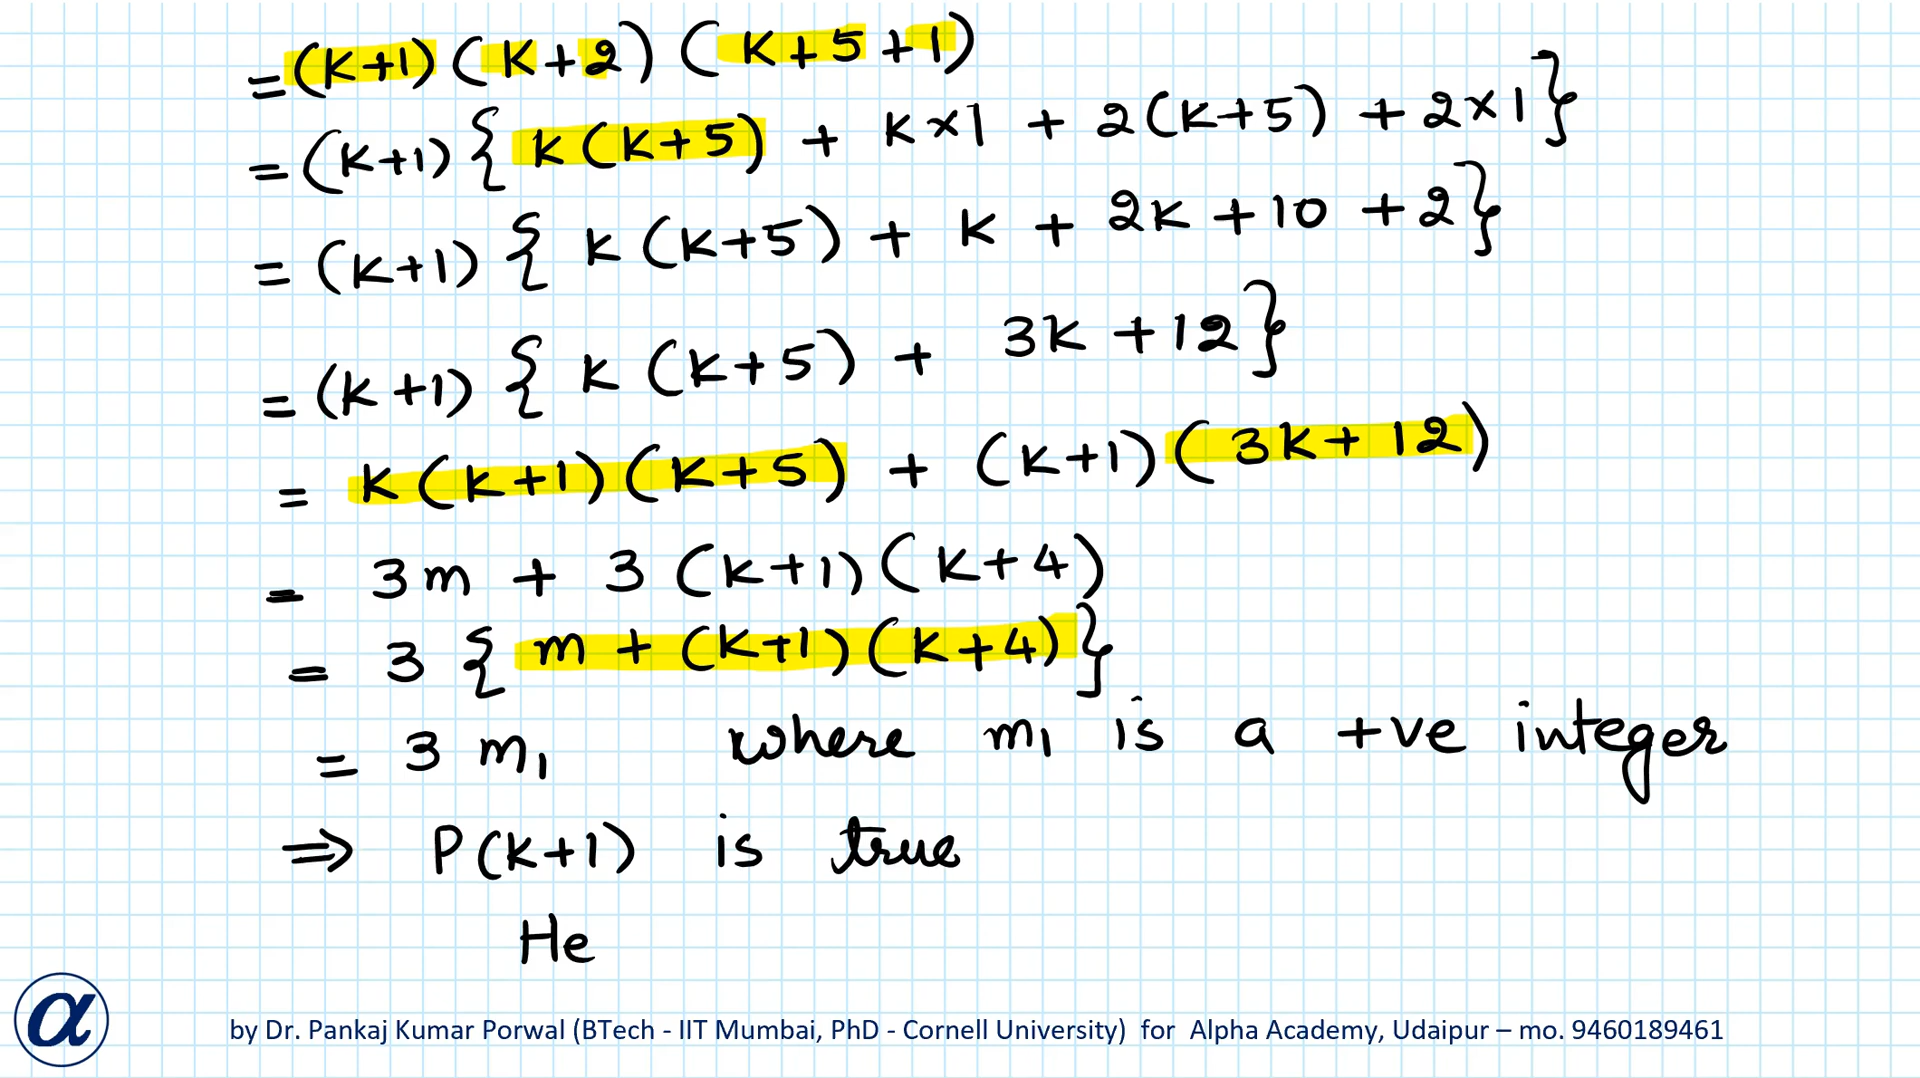 =(K+1)(K+2)(K+5+1)
=(K+1){K(K+5) + K×1 + 2(K+5) + 2×1}
=(K+1){K(K+5) + K + 2K + 10 + 2}
=(K+1){K(K+5) + 3K + 12}
= K(K+1)(K+5) + (K+1)(3K+12)
= 3m + 3(K+1)(K+4)
= 3{m + (K+1)(K+4)}
= 3 m₁ where m₁ is a +ve integer
⇒ P(K+1) is true
He
α
by Dr. Pankaj Kumar Porwal (BTech - IIT Mumbai, PhD - Cornell University) for Alpha Academy, Udaipur – mo. 9460189461